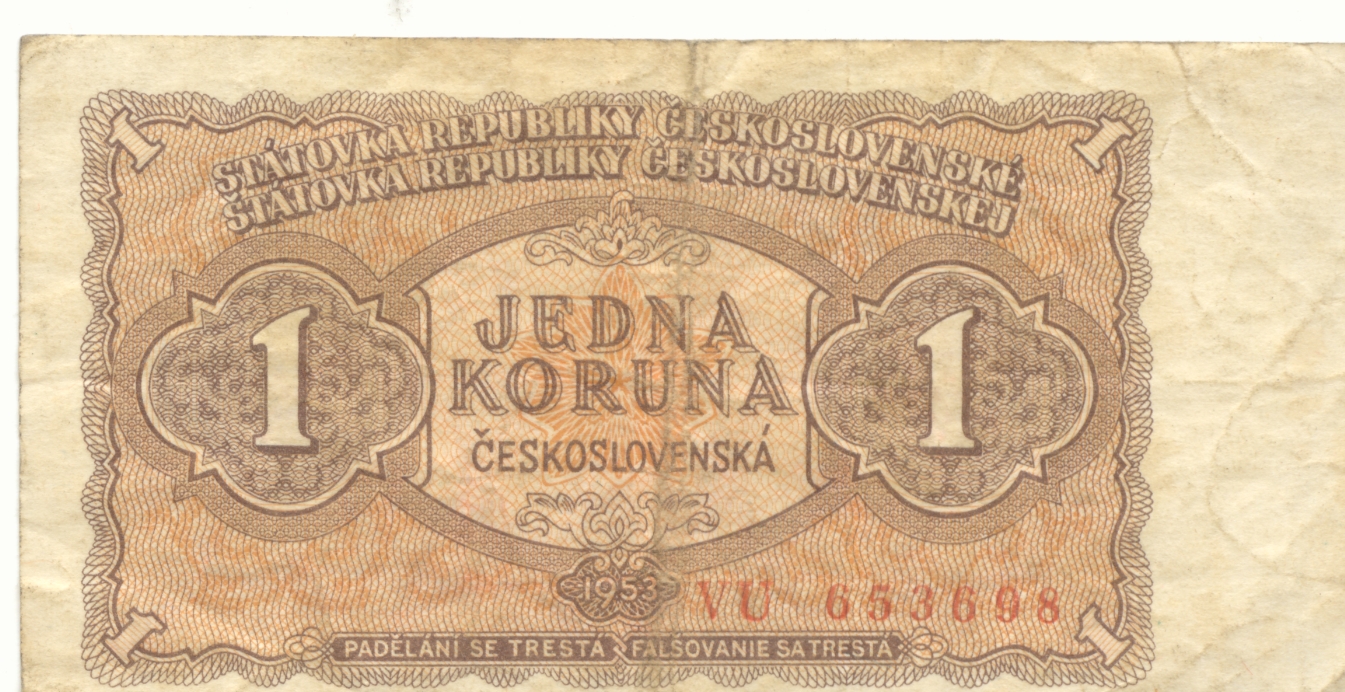 1 1
STÁTOVKA REPUBLIKY ČESKOSLOVENSKÉ
ŠTÁTOVKA REPUBLIKY ČESKOSLOVENSKEJ
1 JEDNA 1
KORUNA
ČESKOSLOVENSKÁ
1953 VU 653698
1 PADĚLÁNÍ SE TRESTÁ FALŠOVANIE SA TRESTÁ 1